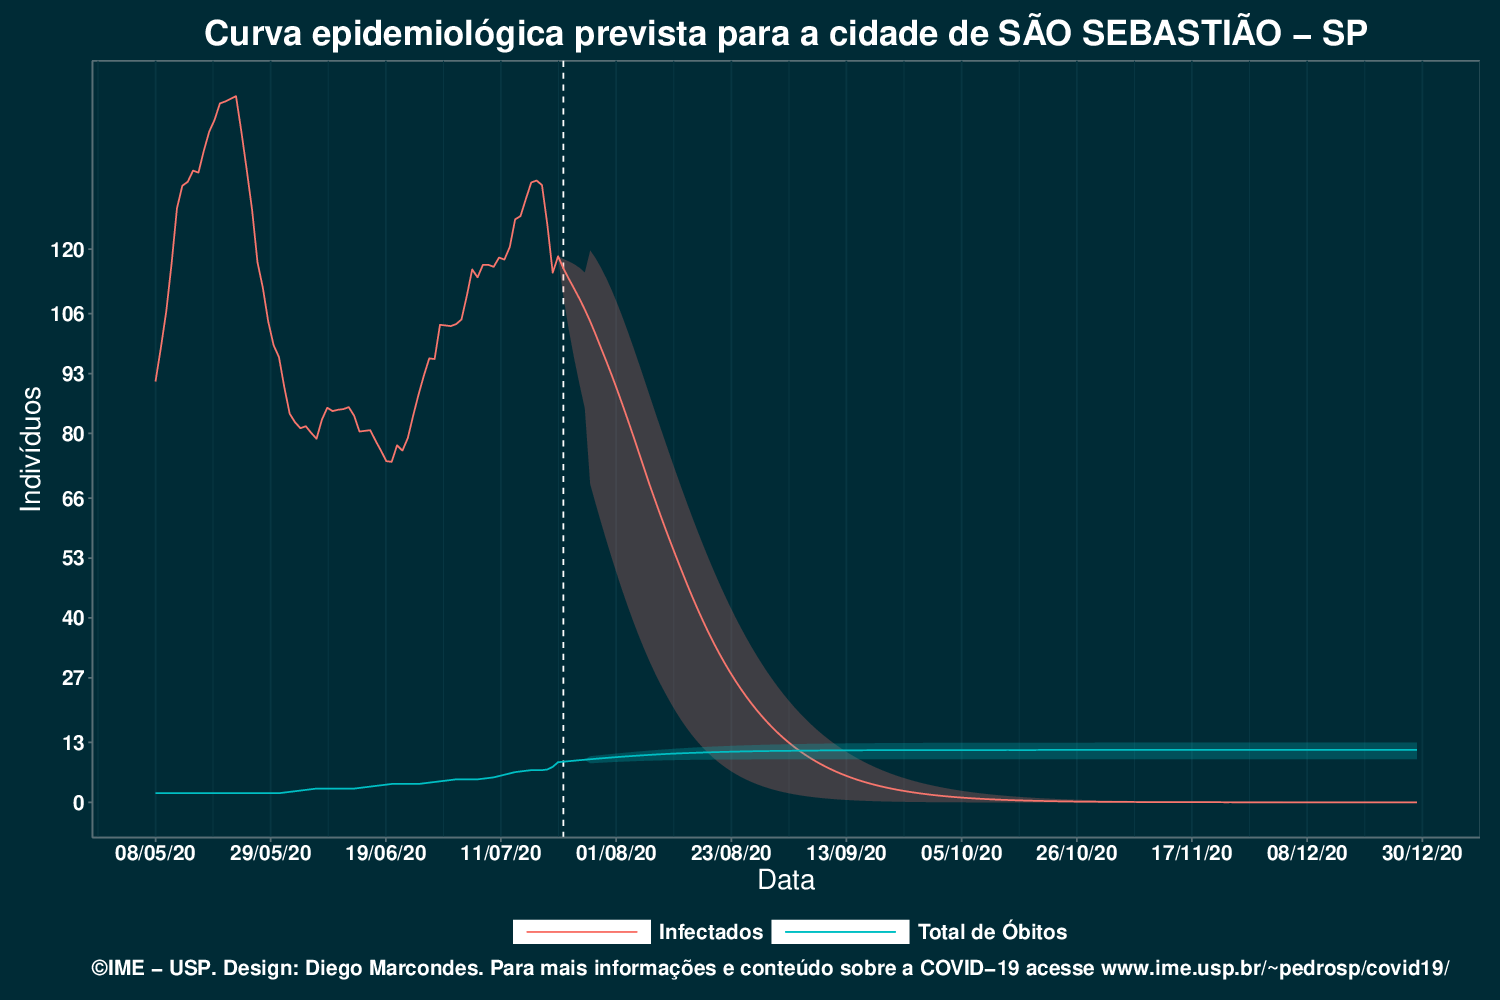 Curva epidemiológica prevista para a cidade de SÃO SEBASTIÃO – SP
Indivíduos
120
106
93
80
66
53
40
27
13
0
08/05/20 29/05/20 19/06/20 11/07/20 01/08/20 23/08/20 13/09/20 05/10/20 26/10/20 17/11/20 08/12/20 30/12/20
Data
Infectados Total de Óbitos
©IME – USP. Design: Diego Marcondes. Para mais informações e conteúdo sobre a COVID–19 acesse www.ime.usp.br/~pedrosp/covid19/